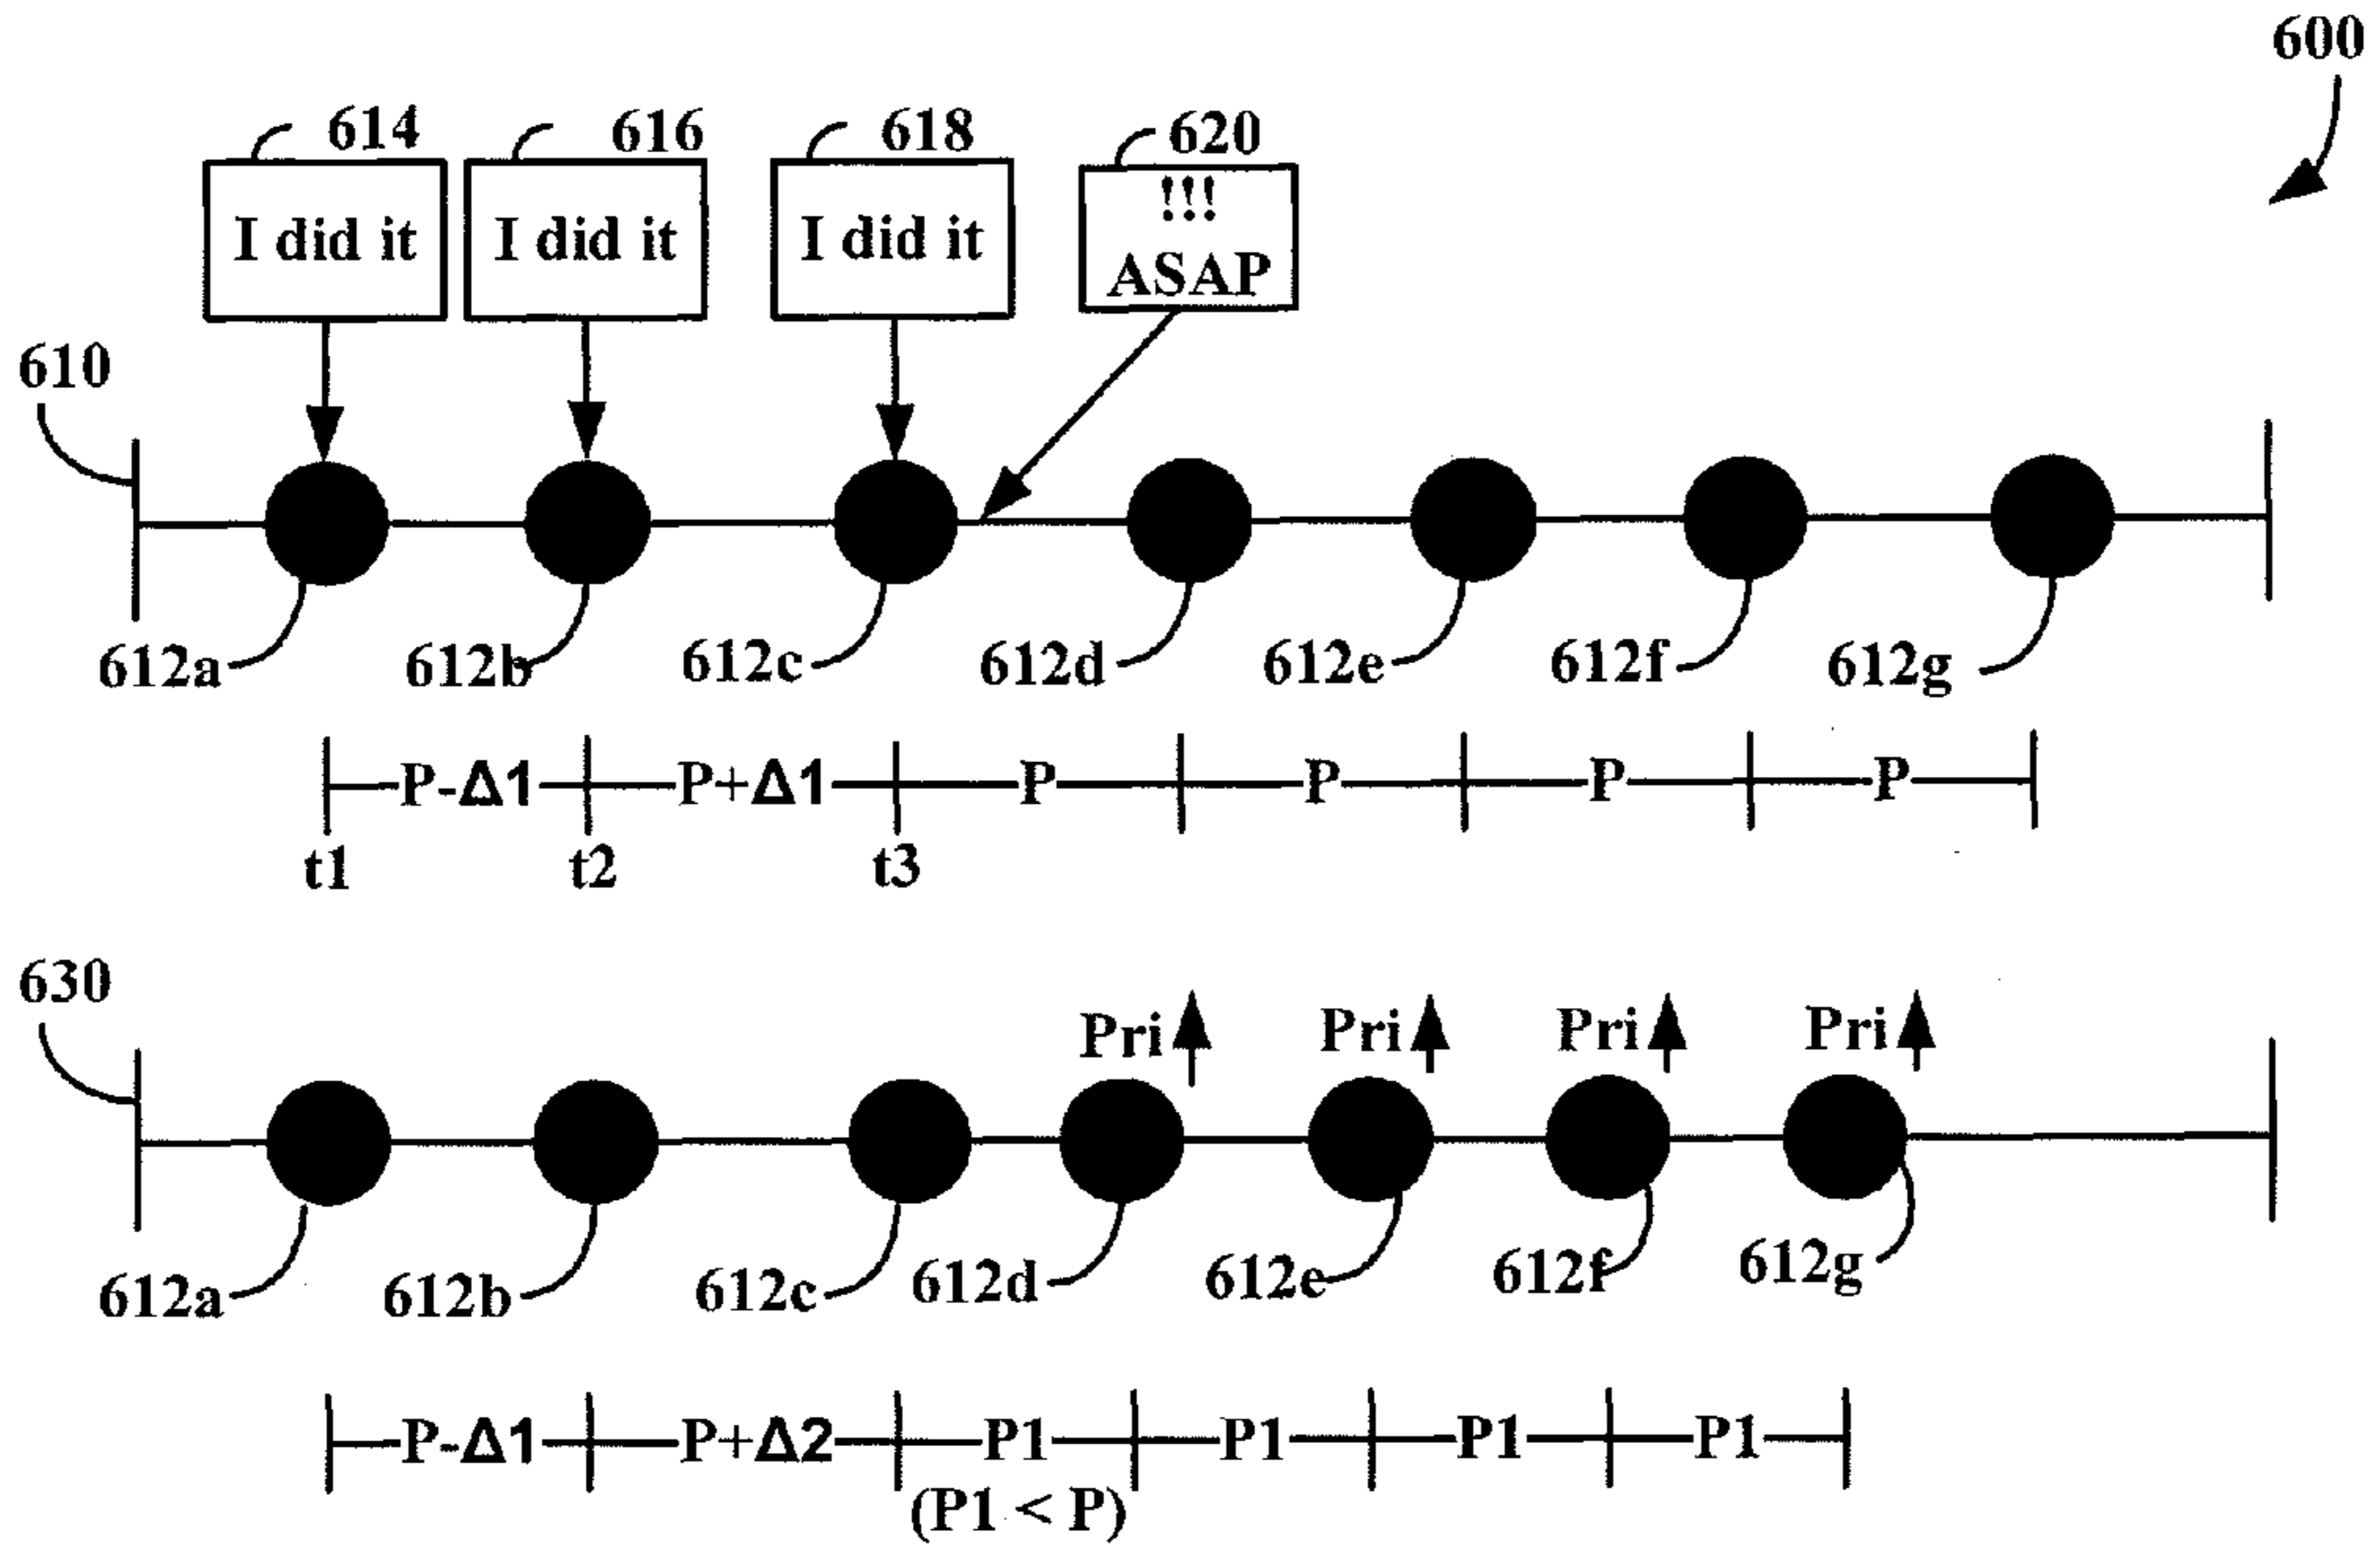 600
614 616 618 620
I did it I did it I did it !!!
ASAP
610
612a 612b 612c 612d 612e 612f 612g
P-Δ1 P+Δ1 P P P P
t1 t2 t3
630
Pri Pri Pri Pri
612a 612b 612c 612d 612e 612f 612g
P-Δ1 P+Δ2 P1 P1 P1 P1
(P1 < P)